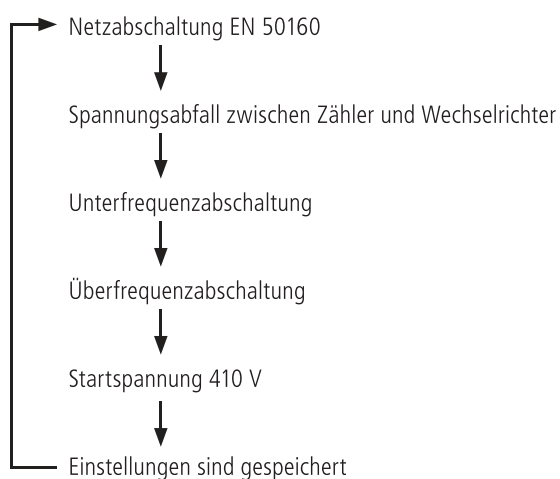 Netzabschaltung EN 50160
Spannungsabfall zwischen Zähler und Wechselrichter
Unterfrequenzabschaltung
Überfrequenzabschaltung
Startspannung 410 V
Einstellungen sind gespeichert